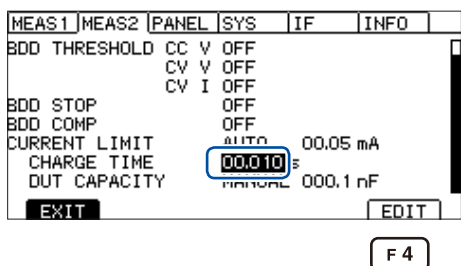 MEAS1 MEAS2 PANEL SYS IF INFO
BDD THRESHOLD CC V OFF
CV V OFF
CV I OFF
BDD STOP OFF
BDD COMP OFF
CURRENT LIMIT AUTO 00.05 mA
CHARGE TIME 00.010 s
DUT CAPACITY MANUAL 000.1 nF
EXIT EDIT
F4